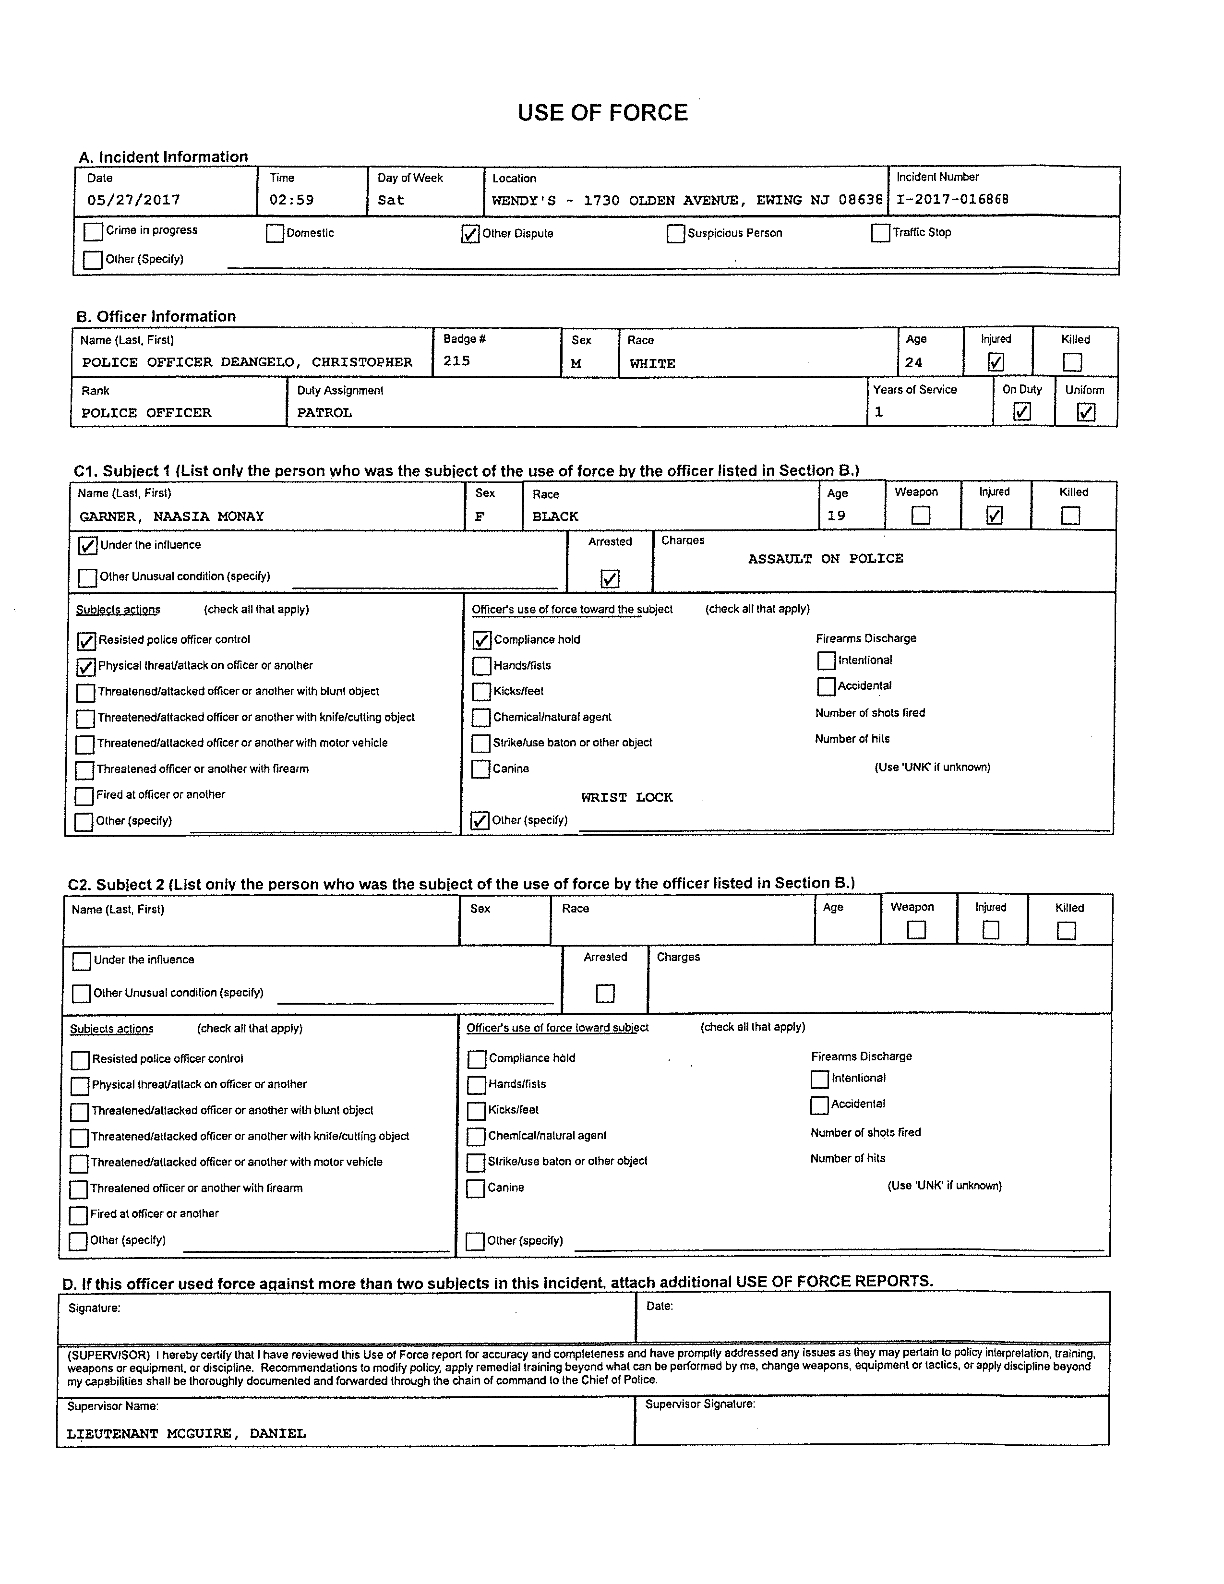 USE OF FORCE
A. Incident Information
Date Time Day of Week Location Incident Number
05/27/2017 02:59 Sat WENDY'S - 1730 OLDEN AVENUE, EWING NJ 08638 I-2017-016868
Crime in progress Domestic Other Dispute Suspicious Person Traffic Stop
Other (Specify)
B. Officer Information
Name (Last, First) Badge # Sex Race Age Injured Killed
POLICE OFFICER DEANGELO, CHRISTOPHER 215 M WHITE 24
Rank Duty Assignment Years of Service On Duty Uniform
POLICE OFFICER PATROL 1
C1. Subject 1 (List only the person who was the subject of the use of force by the officer listed in Section B.)
Name (Last, First) Sex Race Age Weapon Injured Killed
GARNER, NAASIA MONAY F BLACK 19
Under the influence Arrested Charges
ASSAULT ON POLICE
Other Unusual condition (specify)
Subjects actions (check all that apply) Officer's use of force toward the subject (check all that apply)
Resisted police officer control Compliance hold Firearms Discharge
Physical threat/attack on officer or another Hands/fists Intentional
Threatened/attacked officer or another with blunt object Kicks/feet Accidental
Threatened/attacked officer or another with knife/cutting object Chemical/natural agent Number of shots fired
Threatened/attacked officer or another with motor vehicle Strike/use baton or other object Number of hits
Threatened officer or another with firearm Canine (Use 'UNK' if unknown)
Fired at officer or another WRIST LOCK
Other (specify) Other (specify)
C2. Subject 2 (List only the person who was the subject of the use of force by the officer listed in Section B.)
Name (Last, First) Sex Race Age Weapon Injured Killed
Under the influence Arrested Charges
Other Unusual condition (specify)
Subjects actions (check all that apply) Officer's use of force toward subject (check all that apply)
Resisted police officer control Compliance hold Firearms Discharge
Physical threat/attack on officer or another Hands/fists Intentional
Threatened/attacked officer or another with blunt object Kicks/feet Accidental
Threatened/attacked officer or another with knife/cutting object Chemical/natural agent Number of shots fired
Threatened/attacked officer or another with motor vehicle Strike/use baton or other object Number of hits
Threatened officer or another with firearm Canine (Use 'UNK' if unknown)
Fired at officer or another
Other (specify) Other (specify)
D. If this officer used force against more than two subjects in this incident, attach additional USE OF FORCE REPORTS.
Signature: Date:
(SUPERVISOR) I hereby certify that I have reviewed this Use of Force report for accuracy and completeness and have promptly addressed any issues as they may pertain to policy interpretation, training,
weapons or equipment, or discipline. Recommendations to modify policy, apply remedial training beyond what can be performed by me, change weapons, equipment or tactics, or apply discipline beyond
my capabilities shall be thoroughly documented and forwarded through the chain of command to the Chief of Police.
Supervisor Name: Supervisor Signature:
LIEUTENANT MCGUIRE, DANIEL